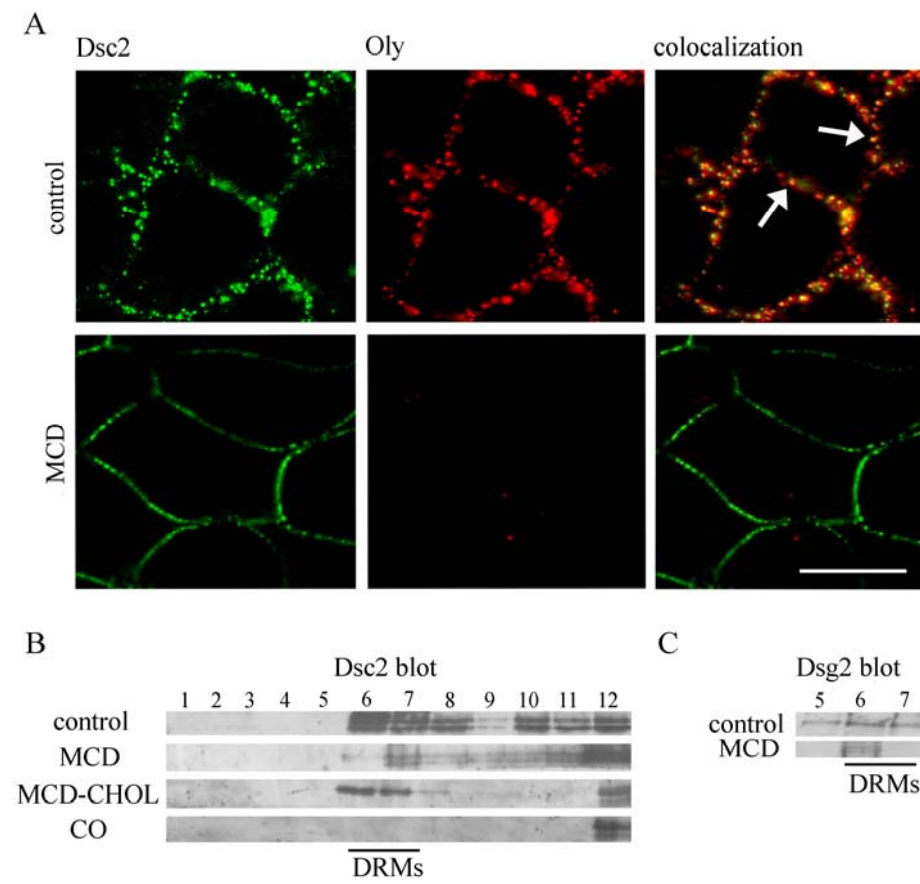 A
Dsc2 Oly colocalization
control
MCD
B
Dsc2 blot
1 2 3 4 5 6 7 8 9 10 11 12
control
MCD
MCD-CHOL
CO
DRMs
C
Dsg2 blot
5 6 7
control
MCD
DRMs